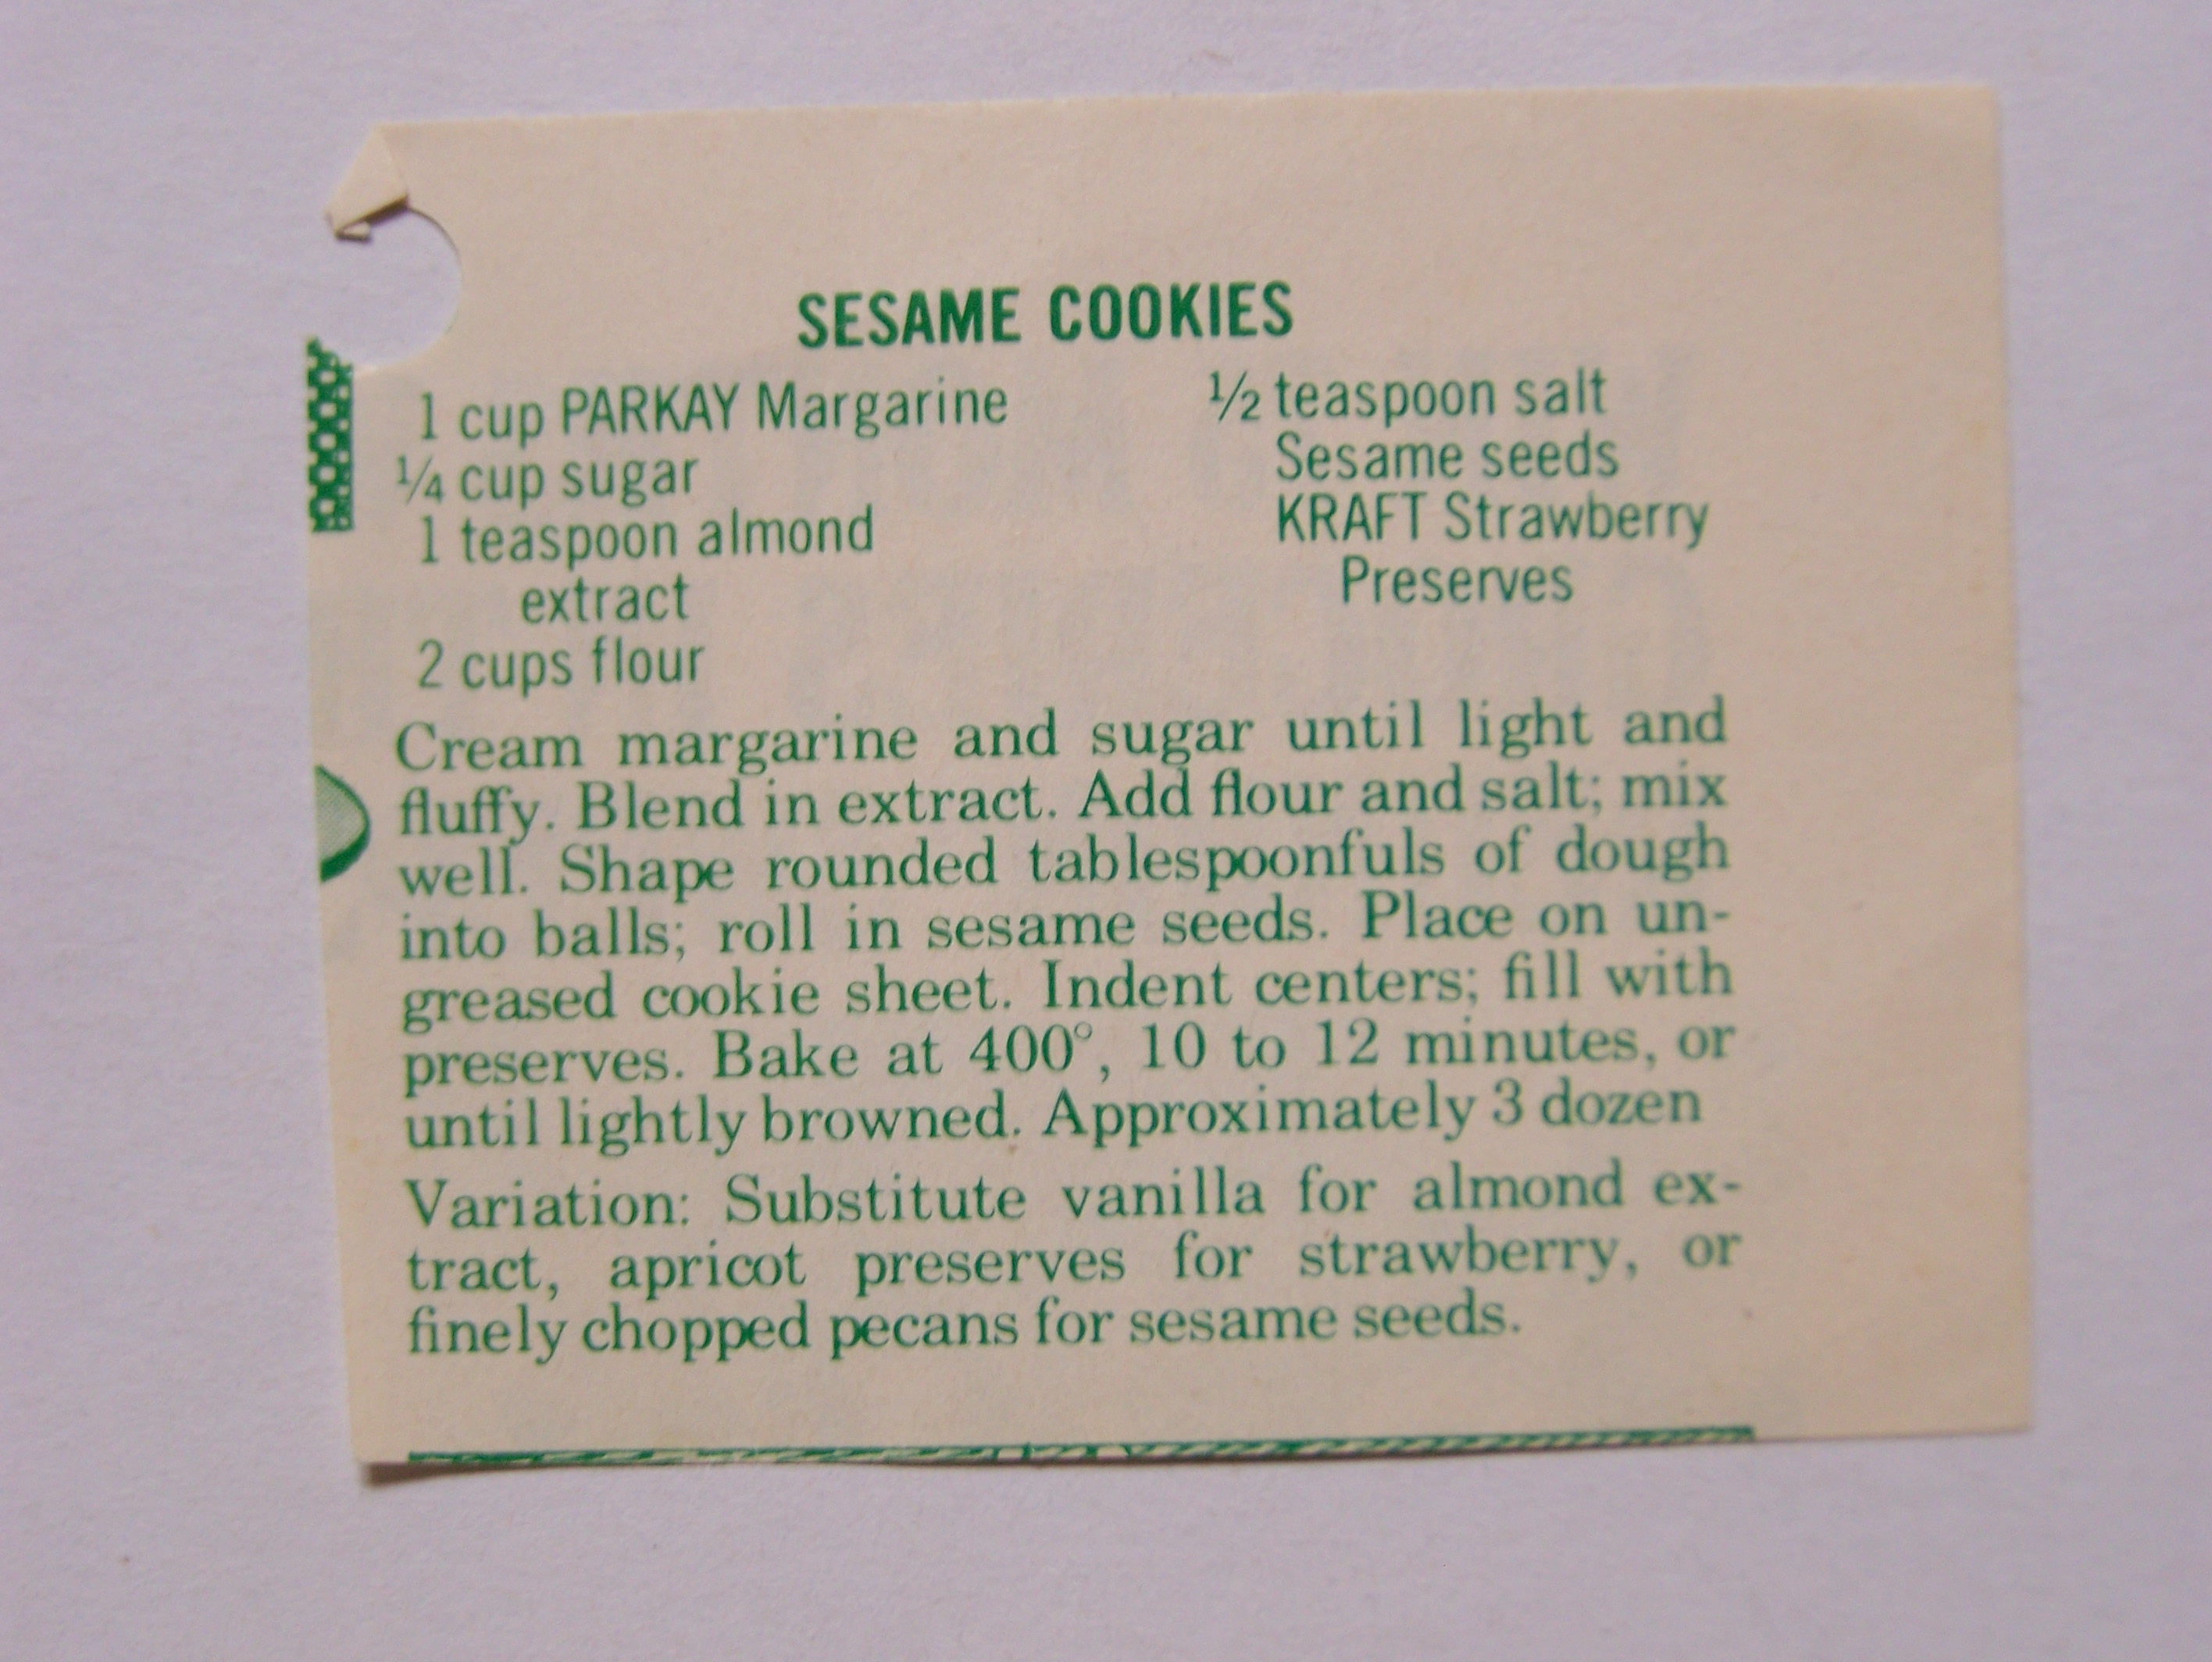 SESAME COOKIES
1 cup PARKAY Margarine
¼ cup sugar
1 teaspoon almond
extract
2 cups flour
½ teaspoon salt
Sesame seeds
KRAFT Strawberry
Preserves
Cream margarine and sugar until light and
fluffy. Blend in extract. Add flour and salt; mix
well. Shape rounded tablespoonfuls of dough
into balls; roll in sesame seeds. Place on un-
greased cookie sheet. Indent centers; fill with
preserves. Bake at 400°, 10 to 12 minutes, or
until lightly browned. Approximately 3 dozen
Variation: Substitute vanilla for almond ex-
tract, apricot preserves for strawberry, or
finely chopped pecans for sesame seeds.